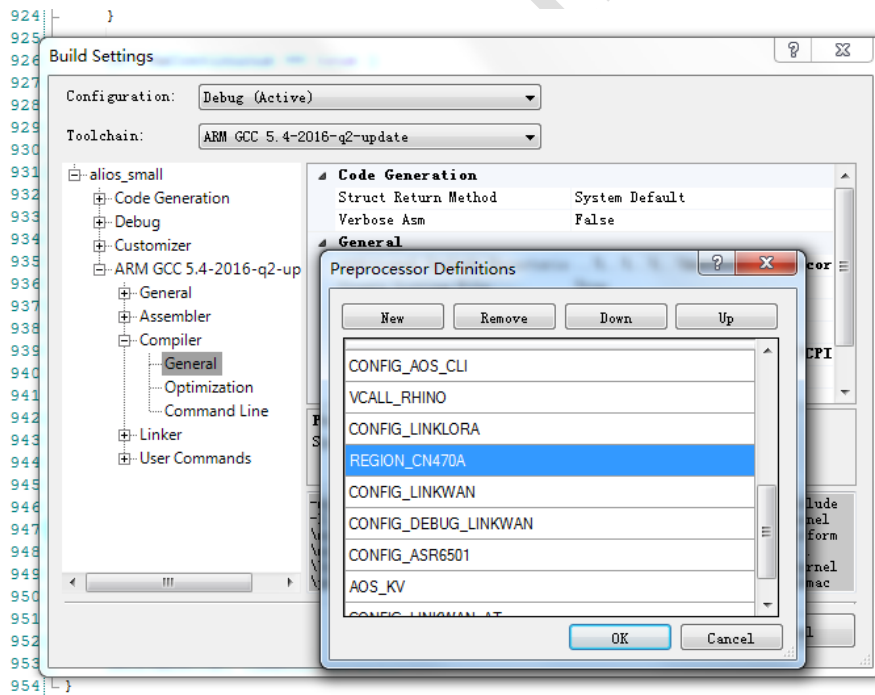 924 }
925
926
927
928
929
930
931
932
933
934
935
936
937
938
939
940
941
942
943
944
945
946
947
948
949
950
951
952
953
954 }
Build Settings
Configuration: Debug (Active)
Toolchain: ARM GCC 5.4-2016-q2-update
alios_small
Code Generation
Debug
Customizer
ARM GCC 5.4-2016-q2-up
General
Assembler
Compiler
General
Optimization
Command Line
Linker
User Commands
Code Generation
Struct Return Method System Default
Verbose Asm False
General
Preprocessor Definitions
New Remove Down Up
CONFIG_AOS_CLI
VCALL_RHINO
CONFIG_LINKLORA
REGION_CN470A
CONFIG_LINKWAN
CONFIG_DEBUG_LINKWAN
CONFIG_ASR6501
AOS_KV
CONFIG_LINKWAN_AT
OK Cancel